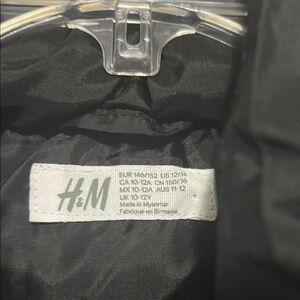 H&M
EUR 146/152 US 12/14
CA 10-12A CN 150/76
MX 10-12A AUS 11-12
UK 10-12Y
Made in Myanmar
Fabriqué en Birmanie